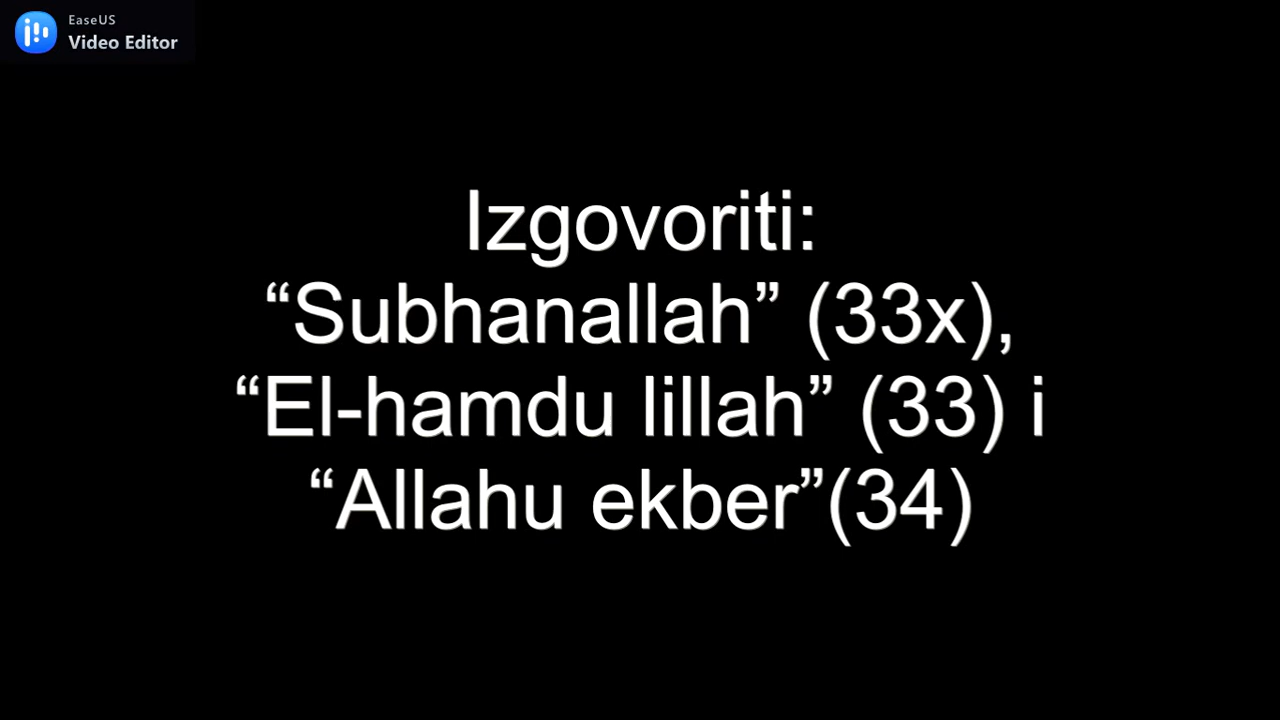 EaseUS
Video Editor
Izgovoriti:
“Subhanallah” (33x),
“El-hamdu lillah” (33) i
“Allahu ekber”(34)